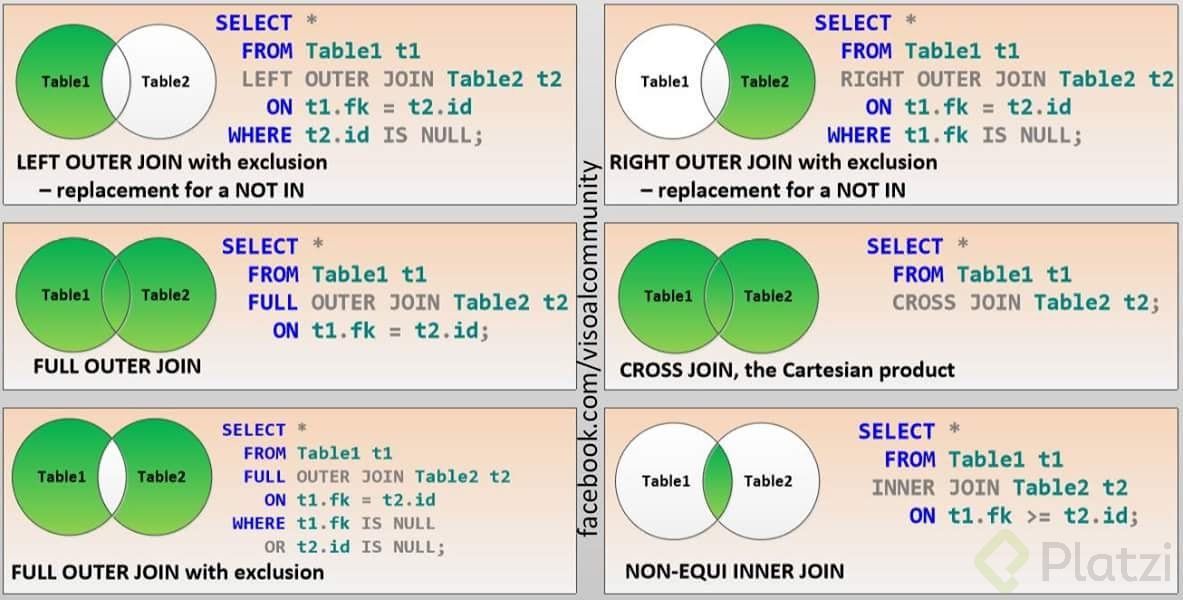 Table1
Table2
SELECT *
FROM Table1 t1
LEFT OUTER JOIN Table2 t2
ON t1.fk = t2.id
WHERE t2.id IS NULL;
LEFT OUTER JOIN with exclusion
– replacement for a NOT IN
Table1
Table2
SELECT *
FROM Table1 t1
RIGHT OUTER JOIN Table2 t2
ON t1.fk = t2.id
WHERE t1.fk IS NULL;
RIGHT OUTER JOIN with exclusion
– replacement for a NOT IN
Table1
Table2
SELECT *
FROM Table1 t1
FULL OUTER JOIN Table2 t2
ON t1.fk = t2.id;
FULL OUTER JOIN
Table1
Table2
SELECT *
FROM Table1 t1
CROSS JOIN Table2 t2;
CROSS JOIN, the Cartesian product
Table1
Table2
SELECT *
FROM Table1 t1
FULL OUTER JOIN Table2 t2
ON t1.fk = t2.id
WHERE t1.fk IS NULL
OR t2.id IS NULL;
FULL OUTER JOIN with exclusion
Table1
Table2
SELECT *
FROM Table1 t1
INNER JOIN Table2 t2
ON t1.fk >= t2.id;
NON-EQUI INNER JOIN
facebook.com/visoalcommunity
Platzi